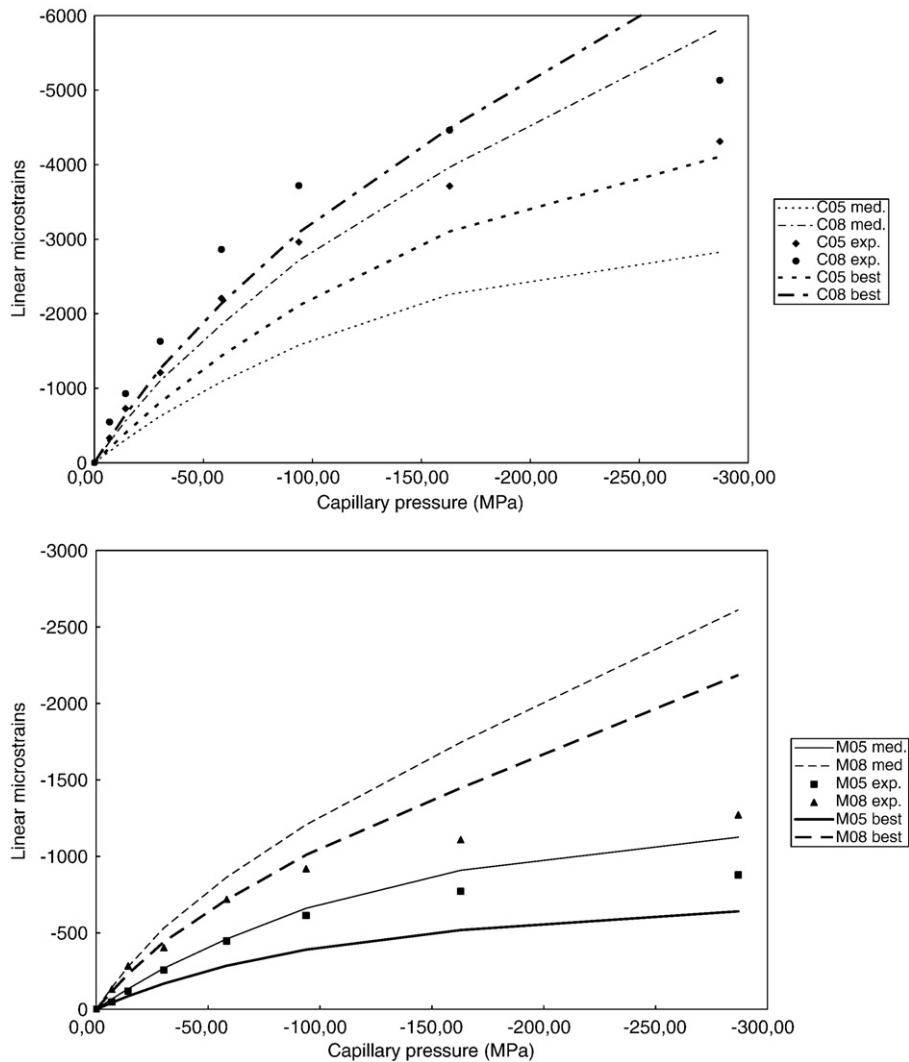 -6000
-5000
-4000
-3000
-2000
-1000
0
Linear microstrains
0,00 -50,00 -100,00 -150,00 -200,00 -250,00 -300,00
Capillary pressure (MPa)
C05 med.
C08 med.
C05 exp.
C08 exp.
C05 best
C08 best
-3000
-2500
-2000
-1500
-1000
-500
0
Linear microstrains
0,00 -50,00 -100,00 -150,00 -200,00 -250,00 -300,00
Capillary pressure (MPa)
M05 med.
M08 med
M05 exp.
M08 exp.
M05 best
M08 best